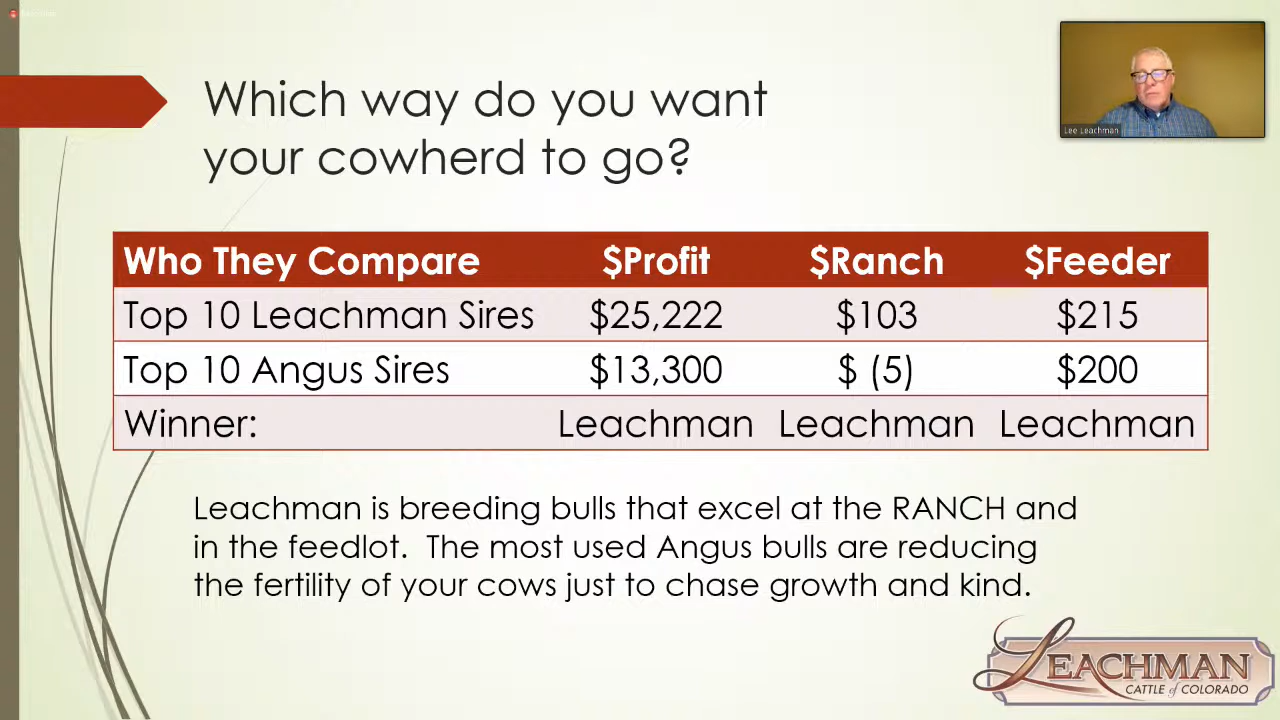 Which way do you want
your cowherd to go?
Lee Leachman
Who They Compare $Profit $Ranch $Feeder
Top 10 Leachman Sires $25,222 $103 $215
Top 10 Angus Sires $13,300 $ (5) $200
Winner: Leachman Leachman Leachman
Leachman is breeding bulls that excel at the RANCH and
in the feedlot.  The most used Angus bulls are reducing
the fertility of your cows just to chase growth and kind.
LEACHMAN
CATTLE of COLORADO